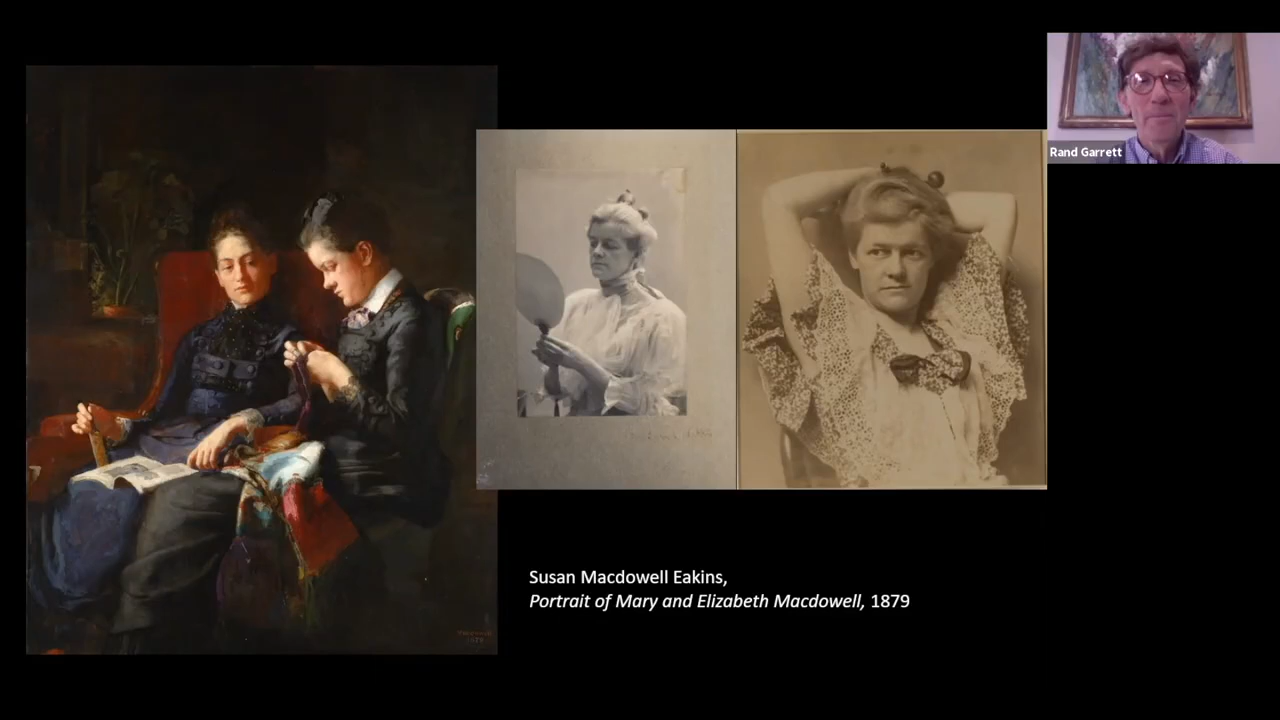 Rand Garrett
Susan Macdowell Eakins,
Portrait of Mary and Elizabeth Macdowell, 1879